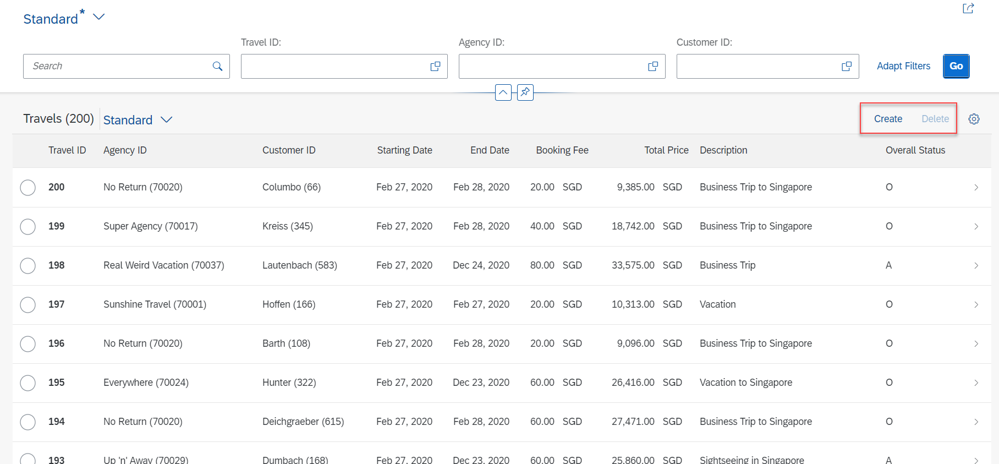 Standard*
Travel ID: Agency ID: Customer ID:
Search Adapt Filters Go
Travels (200) Standard Create Delete
Travel ID Agency ID Customer ID Starting Date End Date Booking Fee Total Price Description Overall Status
200 No Return (70020) Columbo (66) Feb 27, 2020 Feb 28, 2020 20.00 SGD 9,385.00 SGD Business Trip to Singapore O
199 Super Agency (70017) Kreiss (345) Feb 27, 2020 Feb 28, 2020 40.00 SGD 18,742.00 SGD Business Trip to Singapore O
198 Real Weird Vacation (70037) Lautenbach (583) Feb 27, 2020 Dec 24, 2020 80.00 SGD 33,575.00 SGD Business Trip A
197 Sunshine Travel (70001) Hoffen (166) Feb 27, 2020 Feb 27, 2020 20.00 SGD 10,313.00 SGD Vacation O
196 No Return (70020) Barth (108) Feb 27, 2020 Feb 28, 2020 20.00 SGD 9,096.00 SGD Business Trip to Singapore O
195 Everywhere (70024) Hunter (322) Feb 27, 2020 Dec 23, 2020 60.00 SGD 26,416.00 SGD Vacation to Singapore O
194 No Return (70020) Deichgraeber (615) Feb 27, 2020 Feb 28, 2020 60.00 SGD 27,471.00 SGD Business Trip to Singapore O
193 Up 'n' Away (70029) Dumbach (168) Feb 27, 2020 Dec 23, 2020 60.00 SGD 25,860.00 SGD Sightseeing in Singapore A